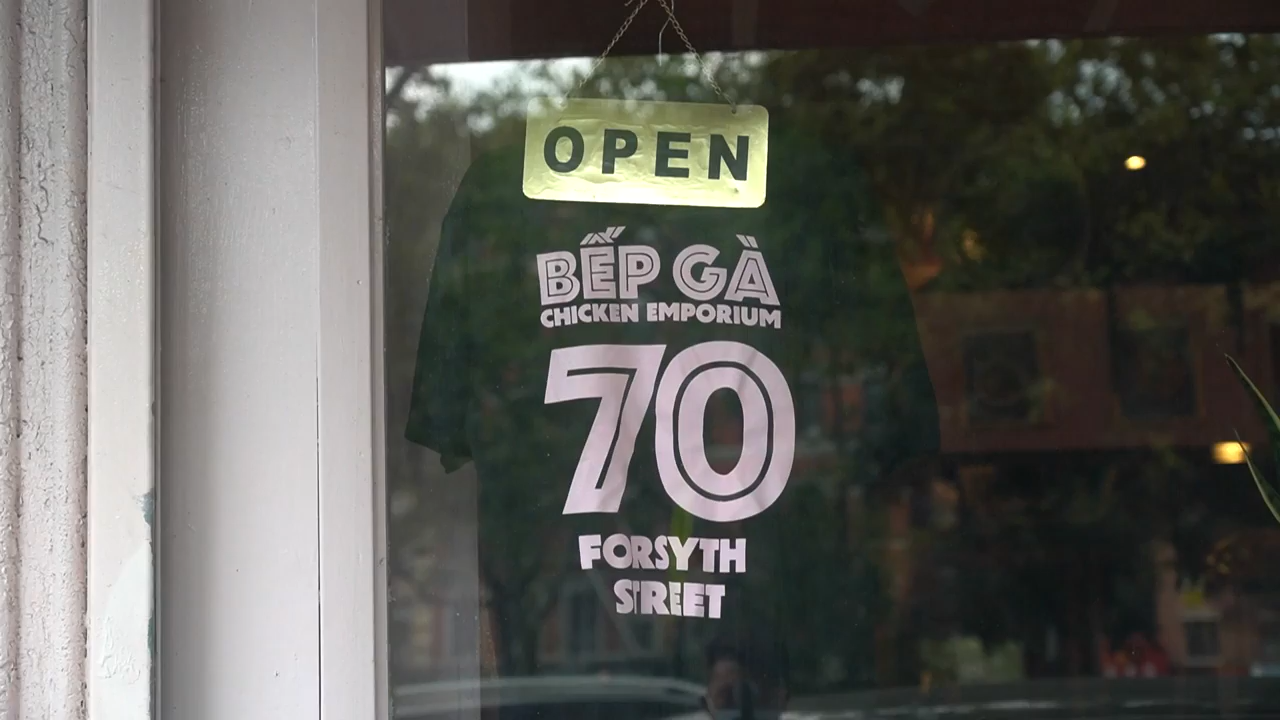 OPEN
BẾP GÀ
CHICKEN EMPORIUM
70
FORSYTH
STREET